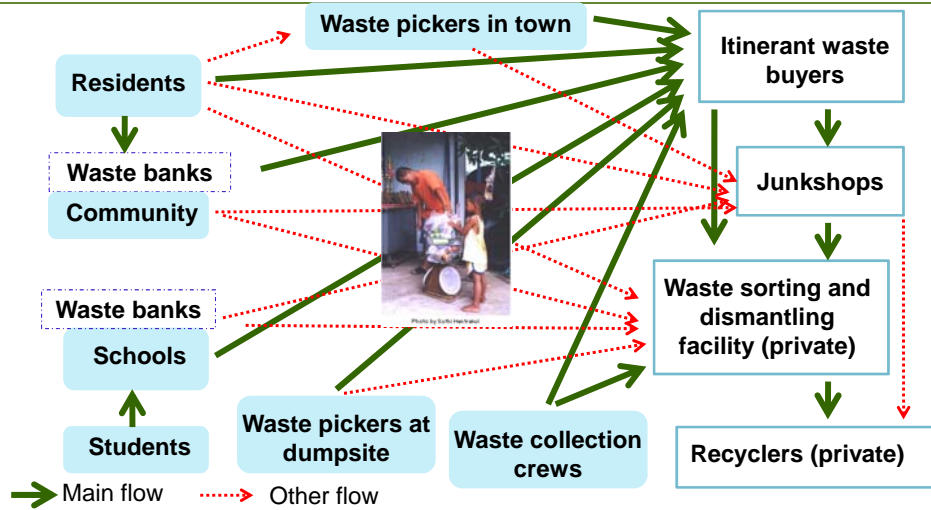 Waste pickers in town
Itinerant waste
buyers
Residents
Waste banks
Community
Junkshops
Waste banks
Schools
Students
Waste sorting and
dismantling
facility (private)
Waste pickers at
dumpsite
Waste collection
crews
Recyclers (private)
Main flow
Other flow